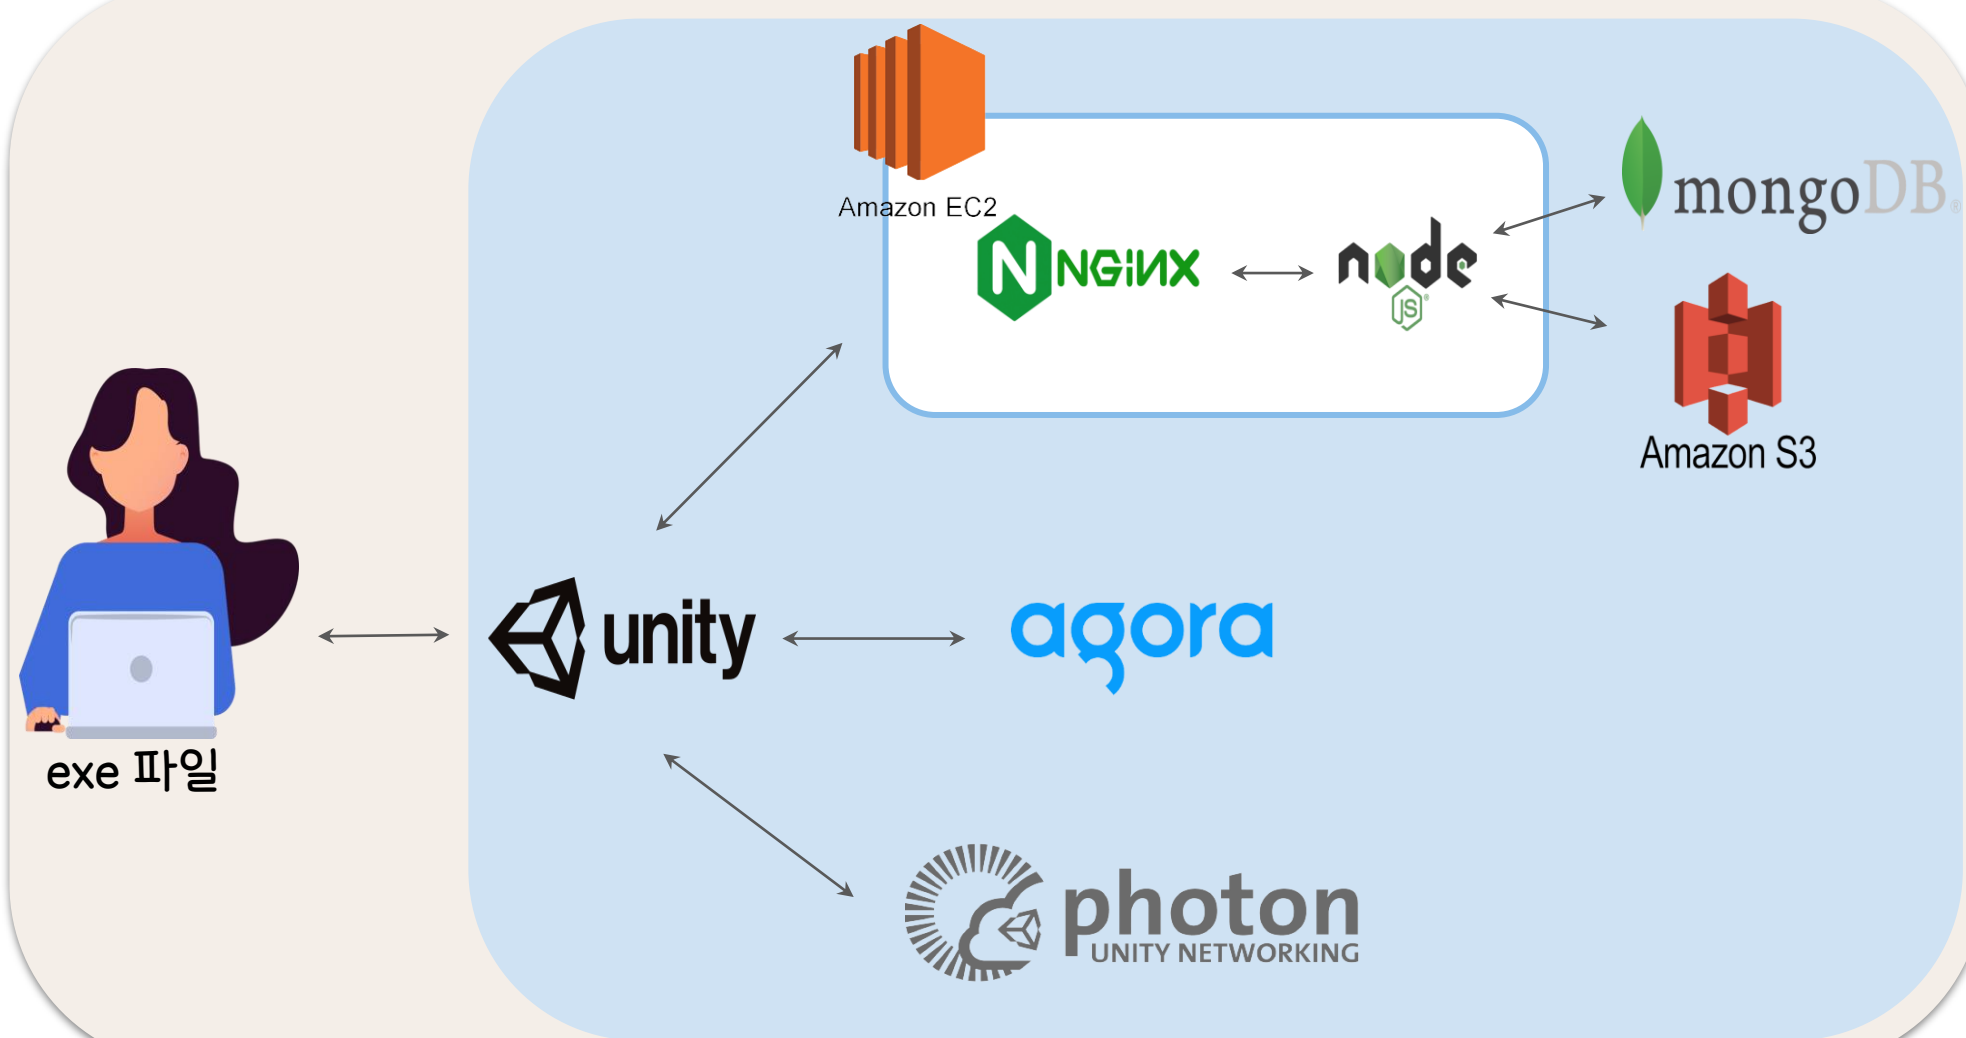 Amazon EC2
NGINX
node
JS
mongoDB®
Amazon S3
unity
agora
exe 파일
photon
UNITY NETWORKING